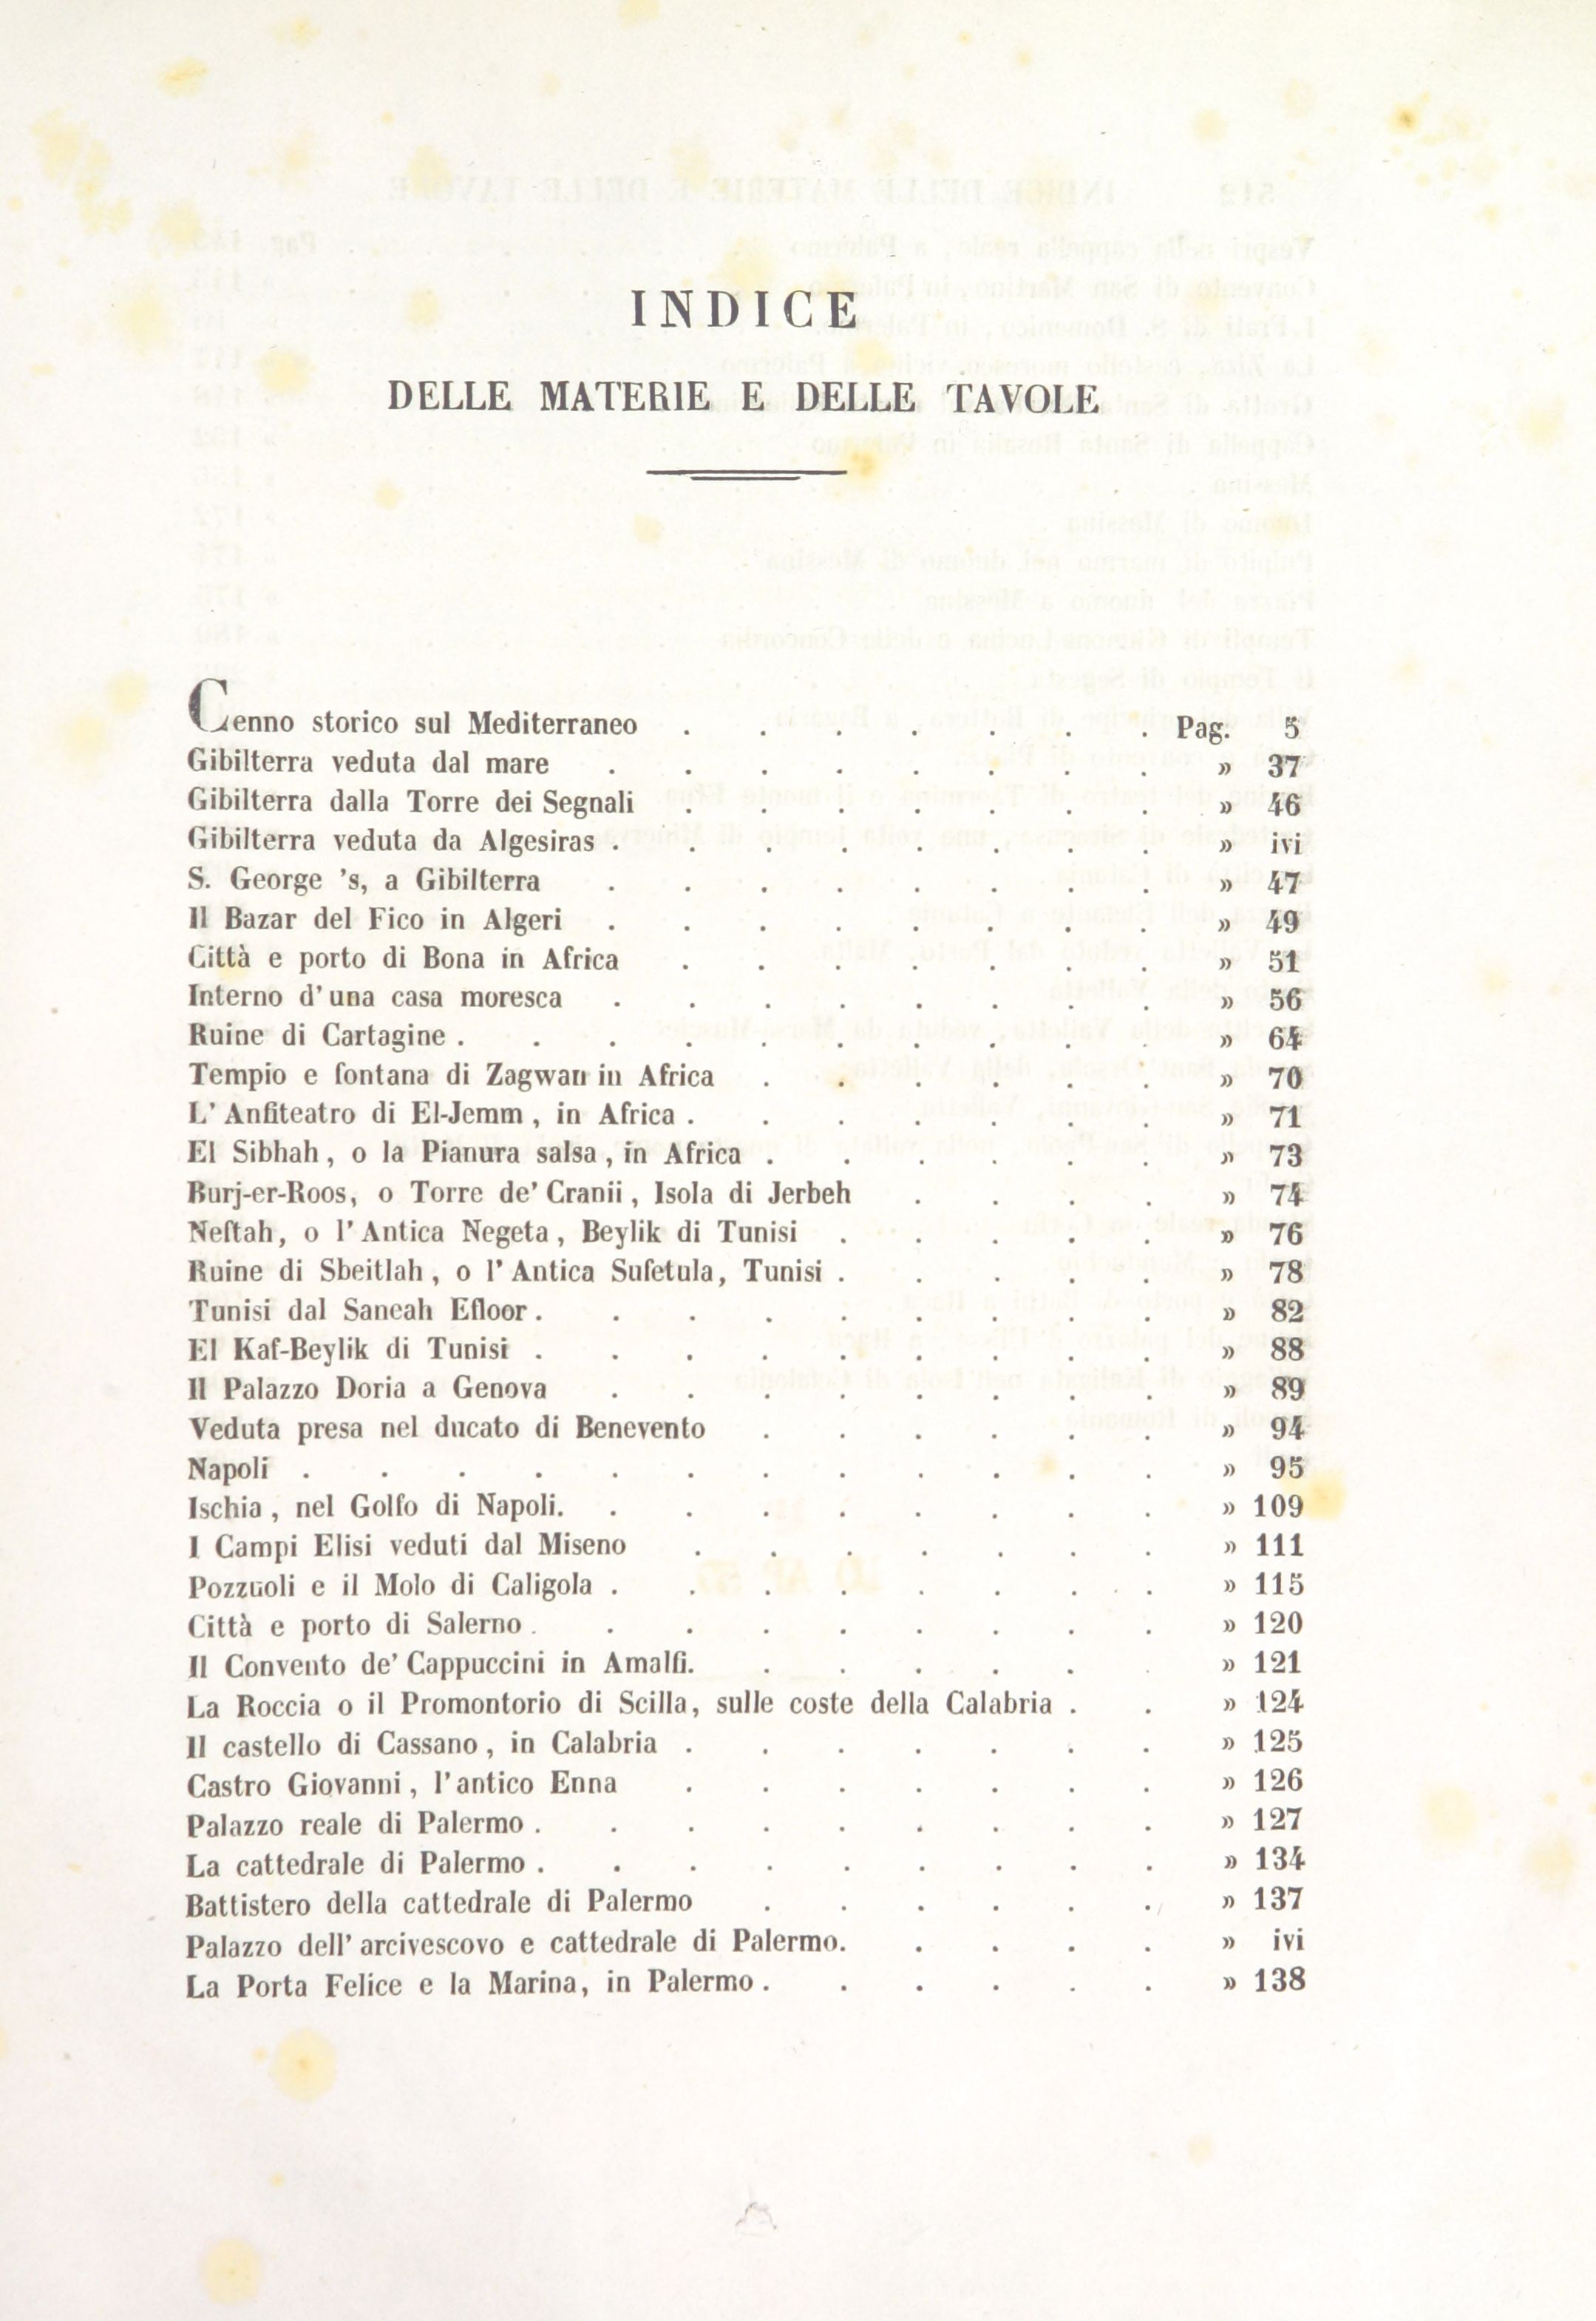 INDICE
DELLE MATERIE E DELLE TAVOLE
Cenno storico sul Mediterraneo . . . . . . . Pag. 5
Gibilterra veduta dal mare . . . . . . . . » 37
Gibilterra dalla Torre dei Segnali . . . . . . . » 46
Gibilterra veduta da Algesiras . . . . . . . . » ivi
S. George 's, a Gibilterra . . . . . . . . » 47
Il Bazar del Fico in Algeri . . . . . . . . » 49
Città e porto di Bona in Africa . . . . . . . » 51
Interno d'una casa moresca . . . . . . . . » 56
Ruine di Cartagine . . . . . . . . . . » 64
Tempio e fontana di Zagwan in Africa . . . . . . » 70
L'Anfiteatro di El-Jemm, in Africa . . . . . . . » 71
El Sibhah, o la Pianura salsa, in Africa . . . . . . » 73
Burj-er-Roos, o Torre de' Cranii, Isola di Jerbeh . . . . » 74
Neftah, o l'Antica Negeta, Beylik di Tunisi . . . . . » 76
Ruine di Sbeitlah, o l'Antica Sufetula, Tunisi . . . . . » 78
Tunisi dal Saneah Efloor . . . . . . . . . » 82
El Kaf-Beylik di Tunisi . . . . . . . . . » 88
Il Palazzo Doria a Genova . . . . . . . . » 89
Veduta presa nel ducato di Benevento . . . . . . » 94
Napoli . . . . . . . . . . . . » 95
Ischia, nel Golfo di Napoli. . . . . . . . . » 109
I Campi Elisi veduti dal Miseno . . . . . . . » 111
Pozzuoli e il Molo di Caligola . . . . . . . . » 115
Città e porto di Salerno . . . . . . . . . » 120
Il Convento de' Cappuccini in Amalfi. . . . . . . » 121
La Roccia o il Promontorio di Scilla, sulle coste della Calabria . . » 124
Il castello di Cassano, in Calabria . . . . . . . » 125
Castro Giovanni, l'antico Enna . . . . . . . » 126
Palazzo reale di Palermo . . . . . . . . . » 127
La cattedrale di Palermo . . . . . . . . . » 134
Battistero della cattedrale di Palermo . . . . . . » 137
Palazzo dell'arcivescovo e cattedrale di Palermo. . . . . » ivi
La Porta Felice e la Marina, in Palermo . . . . . . » 138